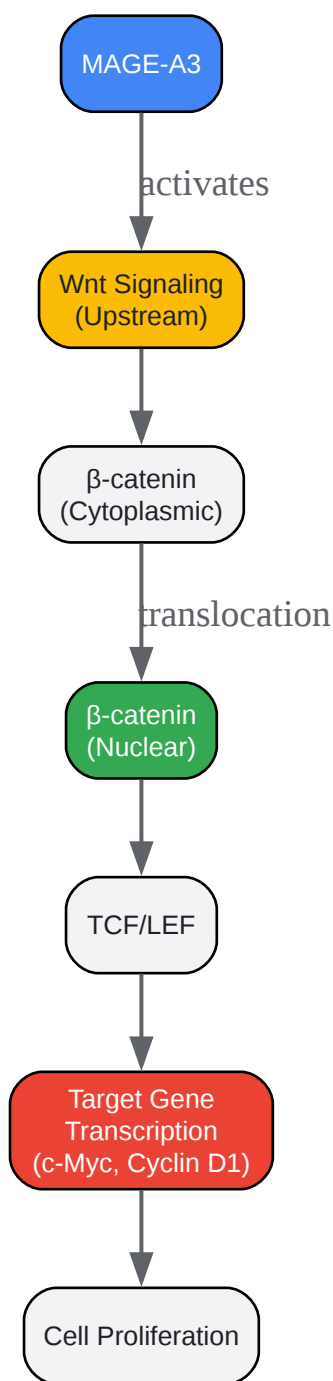 MAGE-A3
activates
Wnt Signaling
(Upstream)
β-catenin
(Cytoplasmic)
translocation
β-catenin
(Nuclear)
TCF/LEF
Target Gene
Transcription
(c-Myc, Cyclin D1)
Cell Proliferation